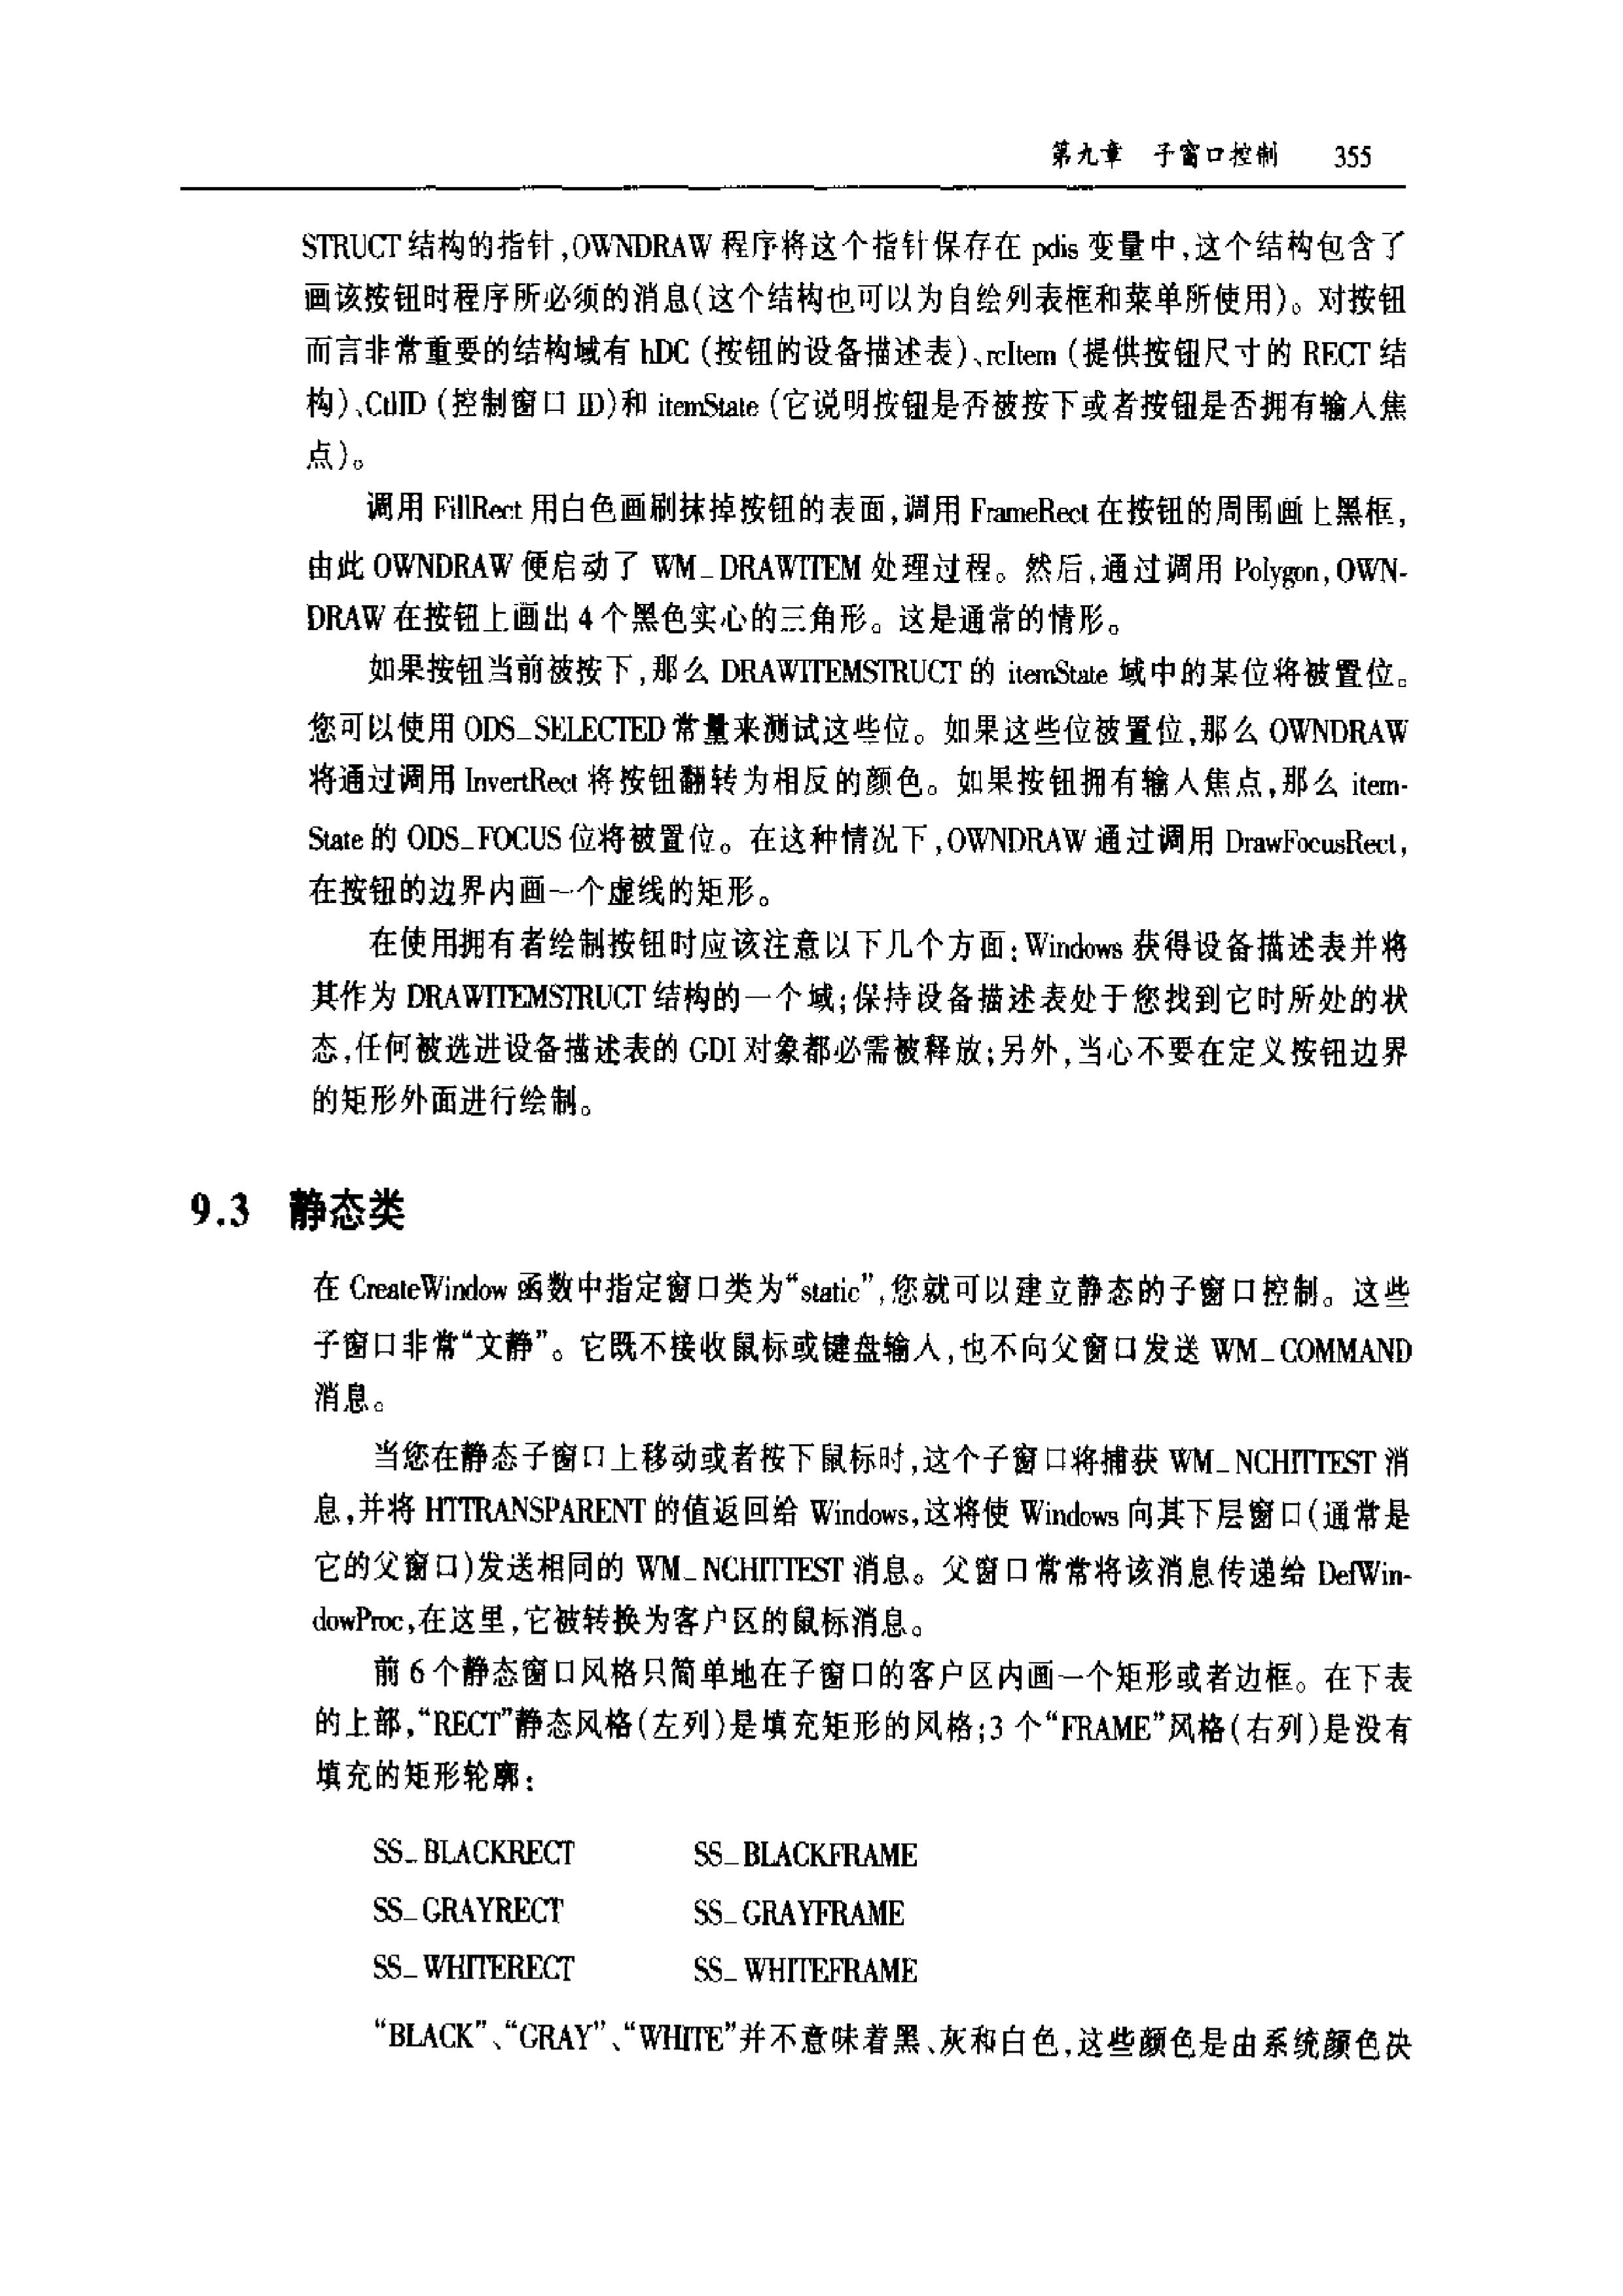 第九章 子窗口控制 355
STRUCT 结构的指针,OWNDRAW 程序将这个指针保存在 pdis 变量中,这个结构包含了
画该按钮时程序所必须的消息(这个结构也可以为自绘列表框和菜单所使用)。对按钮
而言非常重要的结构域有 hDC (按钮的设备描述表)、rcItem (提供按钮尺寸的 RECT 结
构)、CtlID (控制窗口 ID)和 itemState (它说明按钮是否被按下或者按钮是否拥有输入焦
点)。
调用 FillRect 用白色画刷抹掉按钮的表面,调用 FrameRect 在按钮的周围画上黑框,
由此 OWNDRAW 便启动了 WM_DRAWITEM 处理过程。然后,通过调用 Polygon,OWN-
DRAW 在按钮上画出 4 个黑色实心的三角形。这是通常的情形。
如果按钮当前被按下,那么 DRAWITEMSTRUCT 的 itemState 域中的某位将被置位。
您可以使用 ODS_SELECTED 常量来测试这些位。如果这些位被置位,那么 OWNDRAW
将通过调用 InvertRect 将按钮翻转为相反的颜色。如果按钮拥有输入焦点,那么 item-
State 的 ODS_FOCUS 位将被置位。在这种情况下,OWNDRAW 通过调用 DrawFocusRect,
在按钮的边界内画一个虚线的矩形。
在使用拥有者绘制按钮时应该注意以下几个方面:Windows 获得设备描述表并将
其作为 DRAWITEMSTRUCT 结构的一个域;保持设备描述表处于您找到它时所处的状
态,任何被选进设备描述表的 GDI 对象都必需被释放;另外,当心不要在定义按钮边界
的矩形外面进行绘制。
9.3 静态类
在 CreateWindow 函数中指定窗口类为“static”,您就可以建立静态的子窗口控制。这些
子窗口非常“文静”。它既不接收鼠标或键盘输入,也不向父窗口发送 WM_COMMAND
消息。
当您在静态子窗口上移动或者按下鼠标时,这个子窗口将捕获 WM_NCHITTEST 消
息,并将 HTTRANSPARENT 的值返回给 Windows,这将使 Windows 向其下层窗口(通常是
它的父窗口)发送相同的 WM_NCHITTEST 消息。父窗口常常将该消息传递给 DefWin-
dowProc,在这里,它被转换为客户区的鼠标消息。
前 6 个静态窗口风格只简单地在子窗口的客户区内画一个矩形或者边框。在下表
的上部,“RECT”静态风格(左列)是填充矩形的风格;3 个“FRAME”风格(右列)是没有
填充的矩形轮廓:
SS_BLACKRECT SS_BLACKFRAME
SS_GRAYRECT SS_GRAYFRAME
SS_WHITERECT SS_WHITEFRAME
“BLACK”、“GRAY”、“WHITE”并不意味着黑、灰和白色,这些颜色是由系统颜色决